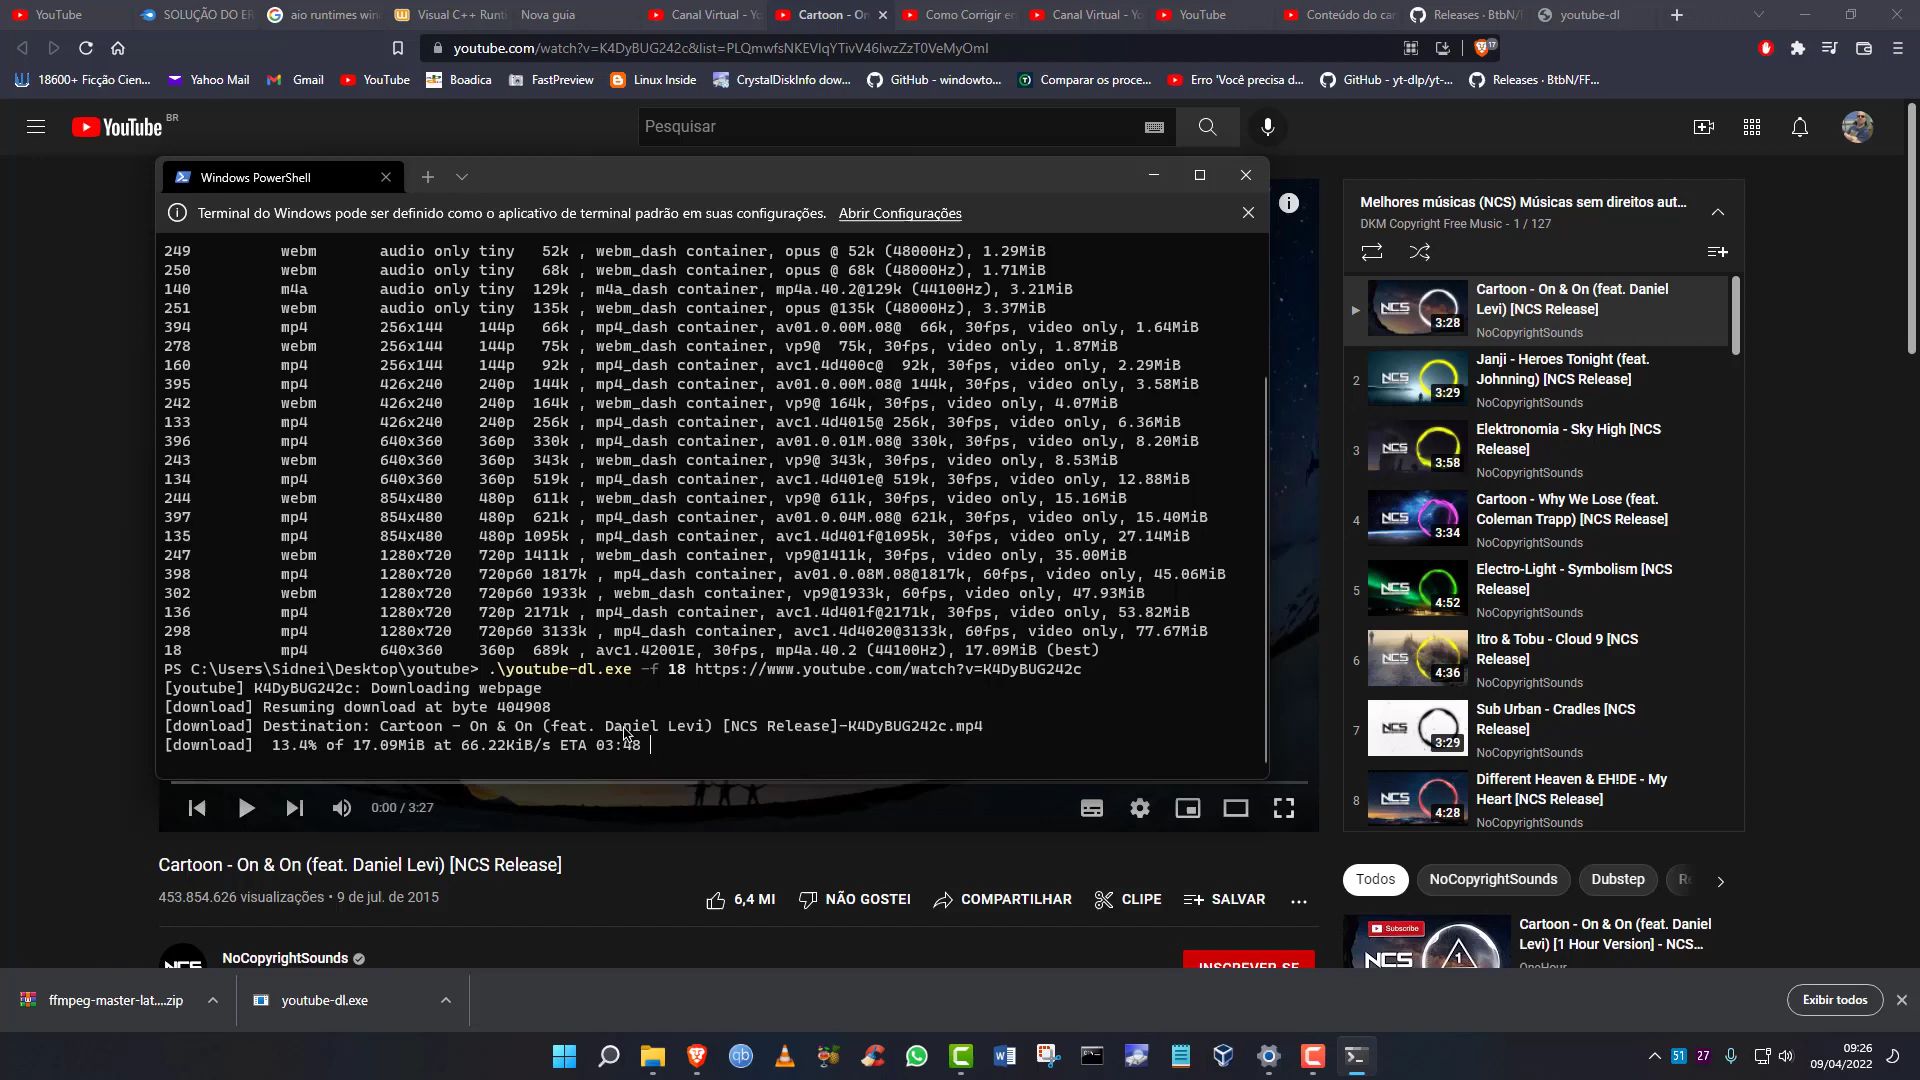 YouTube
SOLUÇÃO DO ER
aio runtimes win
Visual C++ Runti
Nova guia
Canal Virtual - Yo
Cartoon - On
Como Corrigir er
Canal Virtual - Yo
YouTube
Conteúdo do can
Releases · BtbN/F
youtube-dl
youtube.com/watch?v=K4DyBUG242c&list=PLQmwfsNKEVlqYTivV46lwzZzT0VeMyOmI
17
18600+ Ficção Cien...
Yahoo Mail
Gmail
YouTube
Boadica
FastPreview
Linux Inside
CrystalDiskInfo dow...
GitHub - windowto...
Comparar os proce...
Erro 'Você precisa d...
GitHub - yt-dlp/yt-...
Releases · BtbN/FF...
YouTube BR
Pesquisar
Windows PowerShell
Terminal do Windows pode ser definido como o aplicativo de terminal padrão em suas configurações. Abrir Configurações
249 webm audio only tiny 52k , webm_dash container, opus @ 52k (48000Hz), 1.29MiB
250 webm audio only tiny 68k , webm_dash container, opus @ 68k (48000Hz), 1.71MiB
140 m4a audio only tiny 129k , m4a_dash container, mp4a.40.2@129k (44100Hz), 3.21MiB
251 webm audio only tiny 135k , webm_dash container, opus @135k (48000Hz), 3.37MiB
394 mp4 256x144 144p 66k , mp4_dash container, av01.0.00M.08@ 66k, 30fps, video only, 1.64MiB
278 webm 256x144 144p 75k , webm_dash container, vp9@ 75k, 30fps, video only, 1.87MiB
160 mp4 256x144 144p 92k , mp4_dash container, avc1.4d400c@ 92k, 30fps, video only, 2.29MiB
395 mp4 426x240 240p 144k , mp4_dash container, av01.0.00M.08@ 144k, 30fps, video only, 3.58MiB
242 webm 426x240 240p 164k , webm_dash container, vp9@ 164k, 30fps, video only, 4.07MiB
133 mp4 426x240 240p 256k , mp4_dash container, avc1.4d4015@ 256k, 30fps, video only, 6.36MiB
396 mp4 640x360 360p 330k , mp4_dash container, av01.0.01M.08@ 330k, 30fps, video only, 8.20MiB
243 webm 640x360 360p 343k , webm_dash container, vp9@ 343k, 30fps, video only, 8.53MiB
134 mp4 640x360 360p 519k , mp4_dash container, avc1.4d401e@ 519k, 30fps, video only, 12.88MiB
244 webm 854x480 480p 611k , webm_dash container, vp9@ 611k, 30fps, video only, 15.16MiB
397 mp4 854x480 480p 621k , mp4_dash container, av01.0.04M.08@ 621k, 30fps, video only, 15.40MiB
135 mp4 854x480 480p 1095k , mp4_dash container, avc1.4d401f@1095k, 30fps, video only, 27.14MiB
247 webm 1280x720 720p 1411k , webm_dash container, vp9@1411k, 30fps, video only, 35.00MiB
398 mp4 1280x720 720p60 1817k , mp4_dash container, av01.0.08M.08@1817k, 60fps, video only, 45.06MiB
302 webm 1280x720 720p60 1933k , webm_dash container, vp9@1933k, 60fps, video only, 47.93MiB
136 mp4 1280x720 720p 2171k , mp4_dash container, avc1.4d401f@2171k, 30fps, video only, 53.82MiB
298 mp4 1280x720 720p60 3133k , mp4_dash container, avc1.4d4020@3133k, 60fps, video only, 77.67MiB
18 mp4 640x360 360p 689k , avc1.42001E, 30fps, mp4a.40.2 (44100Hz), 17.09MiB (best)
PS C:\Users\Sidnei\Desktop\youtube> .\youtube-dl.exe -f 18 https://www.youtube.com/watch?v=K4DyBUG242c
[youtube] K4DyBUG242c: Downloading webpage
[download] Resuming download at byte 404908
[download] Destination: Cartoon - On & On (feat. Daniel Levi) [NCS Release]-K4DyBUG242c.mp4
[download] 13.4% of 17.09MiB at 66.22KiB/s ETA 03:48
0:00 / 3:27
Cartoon - On & On (feat. Daniel Levi) [NCS Release]
453.854.626 visualizações • 9 de jul. de 2015
6,4 MI
NÃO GOSTEI
COMPARTILHAR
CLIPE
SALVAR
NCS
NoCopyrightSounds
INSCREVER-SE
Melhores músicas (NCS) Músicas sem direitos aut...
DKM Copyright Free Music - 1 / 127
NCS
3:28
Cartoon - On & On (feat. Daniel
Levi) [NCS Release]
NoCopyrightSounds
2
NCS
3:29
Janji - Heroes Tonight (feat.
Johnning) [NCS Release]
NoCopyrightSounds
3
NCS
3:58
Elektronomia - Sky High [NCS
Release]
NoCopyrightSounds
4
NCS
3:34
Cartoon - Why We Lose (feat.
Coleman Trapp) [NCS Release]
NoCopyrightSounds
5
NCS
4:52
Electro-Light - Symbolism [NCS
Release]
NoCopyrightSounds
6
NCS
4:36
Itro & Tobu - Cloud 9 [NCS
Release]
NoCopyrightSounds
7
NCS
3:29
Sub Urban - Cradles [NCS
Release]
NoCopyrightSounds
8
NCS
4:28
Different Heaven & EH!DE - My
Heart [NCS Release]
NoCopyrightSounds
Todos
NoCopyrightSounds
Dubstep
Re
Subscribe
NCS
1
Cartoon - On & On (feat. Daniel
Levi) [1 Hour Version] - NCS...
OneHour
ffmpeg-master-lat....zip
youtube-dl.exe
Exibir todos
51
27
09:26
09/04/2022